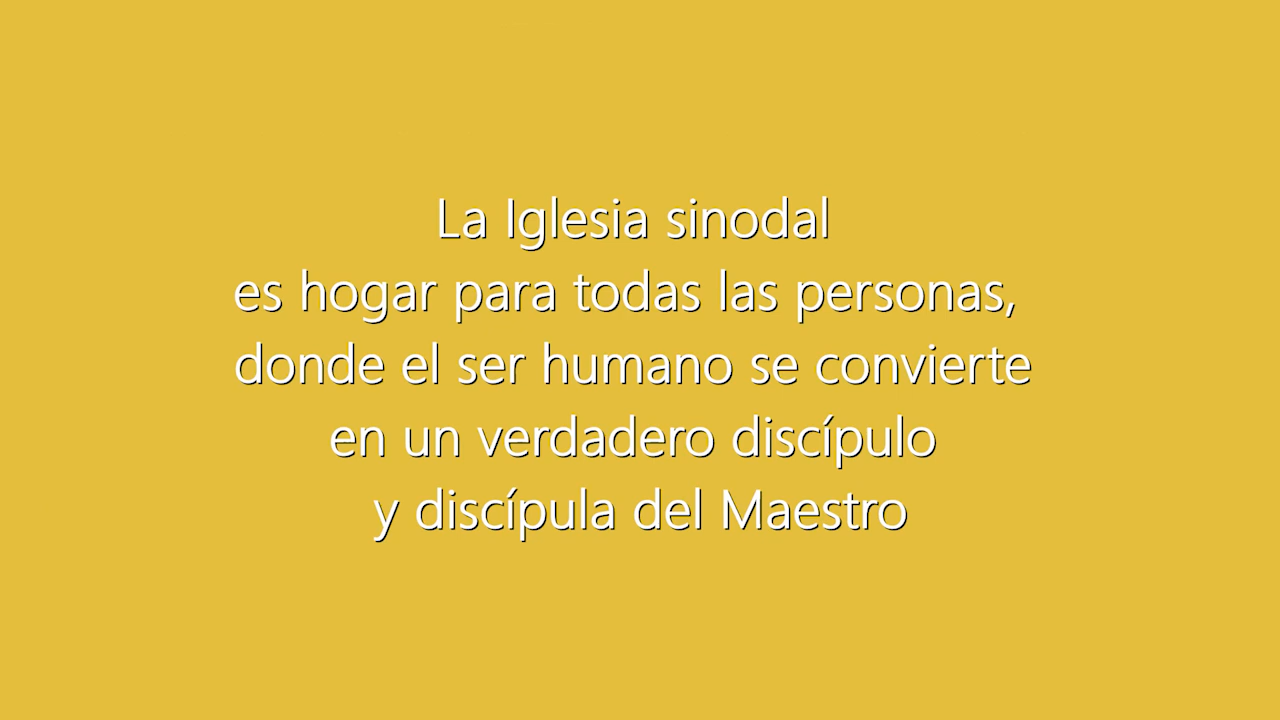 La Iglesia sinodal
es hogar para todas las personas,
donde el ser humano se convierte
en un verdadero discípulo
y discípula del Maestro